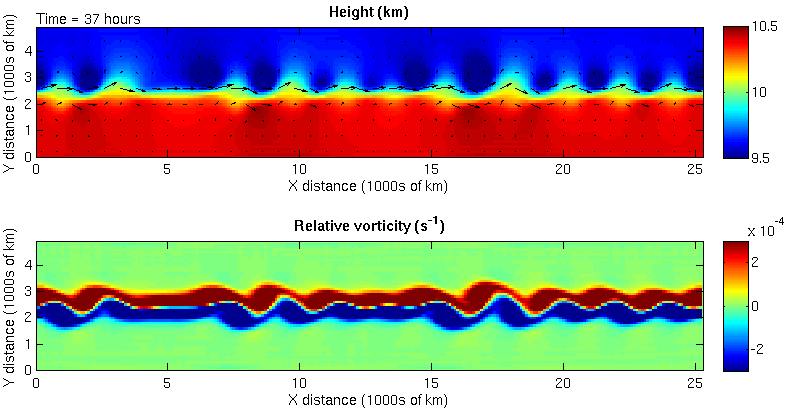 Height (km)
Time = 37 hours
Y distance (1000s of km)
4
3
2
1
0
0 5 10 15 20 25
X distance (1000s of km)
10.5
10
9.5
Relative vorticity (s-1)
x 10-4
Y distance (1000s of km)
4
3
2
1
0
0 5 10 15 20 25
X distance (1000s of km)
2
0
-2